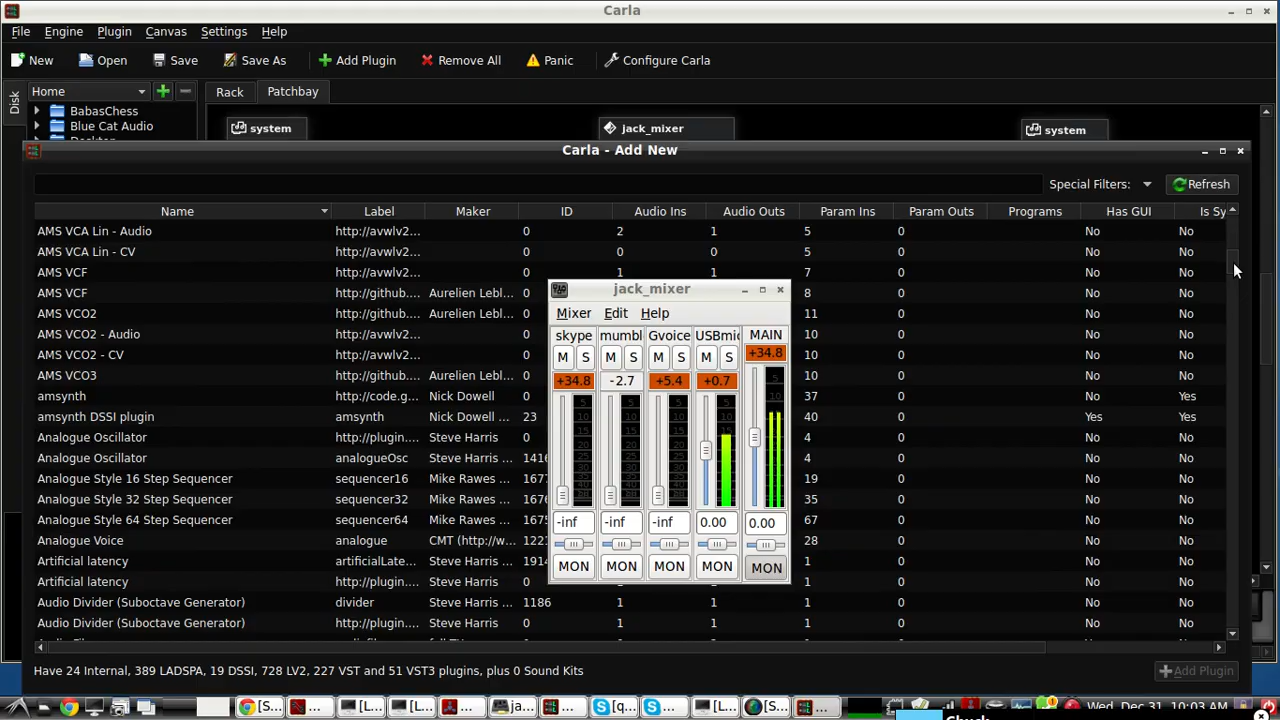 Carla
File Engine Plugin Canvas Settings Help
New Open Save Save As Add Plugin Remove All Panic Configure Carla
Disk
Home
Rack Patchbay
BabasChess
Blue Cat Audio
system jack_mixer system
Carla - Add New
Special Filters: Refresh
Name Label Maker ID Audio Ins Audio Outs Param Ins Param Outs Programs Has GUI Is Sy
AMS VCA Lin - Audio http://avwlv2... 0 2 1 5 0 No No
AMS VCA Lin - CV http://avwlv2... 0 0 0 5 0 No No
AMS VCF http://avwlv2... 0 1 1 7 0 No No
AMS VCF http://github.... Aurelien Lebl... 0 8 0 No No
AMS VCO2 http://github.... Aurelien Lebl... 0 11 0 No No
AMS VCO2 - Audio http://avwlv2... 0 10 0 No No
AMS VCO2 - CV http://avwlv2... 0 10 0 No No
AMS VCO3 http://github.... Aurelien Lebl... 0 10 0 No No
amsynth http://code.g... Nick Dowell 0 37 0 No Yes
amsynth DSSI plugin amsynth Nick Dowell ... 23 40 0 Yes Yes
Analogue Oscillator http://plugin.... Steve Harris 0 4 0 No No
Analogue Oscillator analogueOsc Steve Harris 1416 4 0 No No
Analogue Style 16 Step Sequencer sequencer16 Mike Rawes ... 1677 19 0 No No
Analogue Style 32 Step Sequencer sequencer32 Mike Rawes ... 1676 35 0 No No
Analogue Style 64 Step Sequencer sequencer64 Mike Rawes ... 1675 67 0 No No
Analogue Voice analogue CMT (http://w... 122 28 0 No No
Artificial latency artificialLate... Steve Harris ... 1914 1 0 No No
Artificial latency http://plugin.... Steve Harris 0 1 0 No No
Audio Divider (Suboctave Generator) divider Steve Harris ... 1186 1 1 1 0 No No
Audio Divider (Suboctave Generator) http://plugin.... Steve Harris 0 1 1 1 0 No No
jack_mixer
Mixer Edit Help
skype mumbl Gvoice USBmic MAIN
M S M S M S M S +34.8
+34.8 -2.7 +5.4 +0.7
-inf -inf -inf 0.00 0.00
MON MON MON MON MON
Have 24 Internal, 389 LADSPA, 19 DSSI, 728 LV2, 227 VST and 51 VST3 plugins, plus 0 Sound Kits
Add Plugin
[S... ... [L... [L... ... ja... ... [q... ... [L... [S... ... Wed, Dec 31, 10:03 AM
Chuck